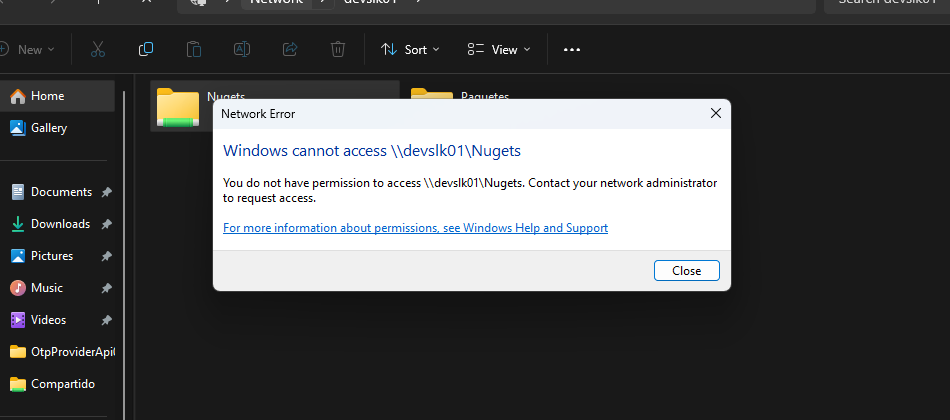 Network
devslk01
Search devslk01
New
Sort
View
Home
Gallery
Documents
Downloads
Pictures
Music
Videos
OtpProviderApi
Compartido
Nugets
Paquetes
Network Error
Windows cannot access \\devslk01\Nugets
You do not have permission to access \\devslk01\Nugets. Contact your network administrator
to request access.
For more information about permissions, see Windows Help and Support
Close